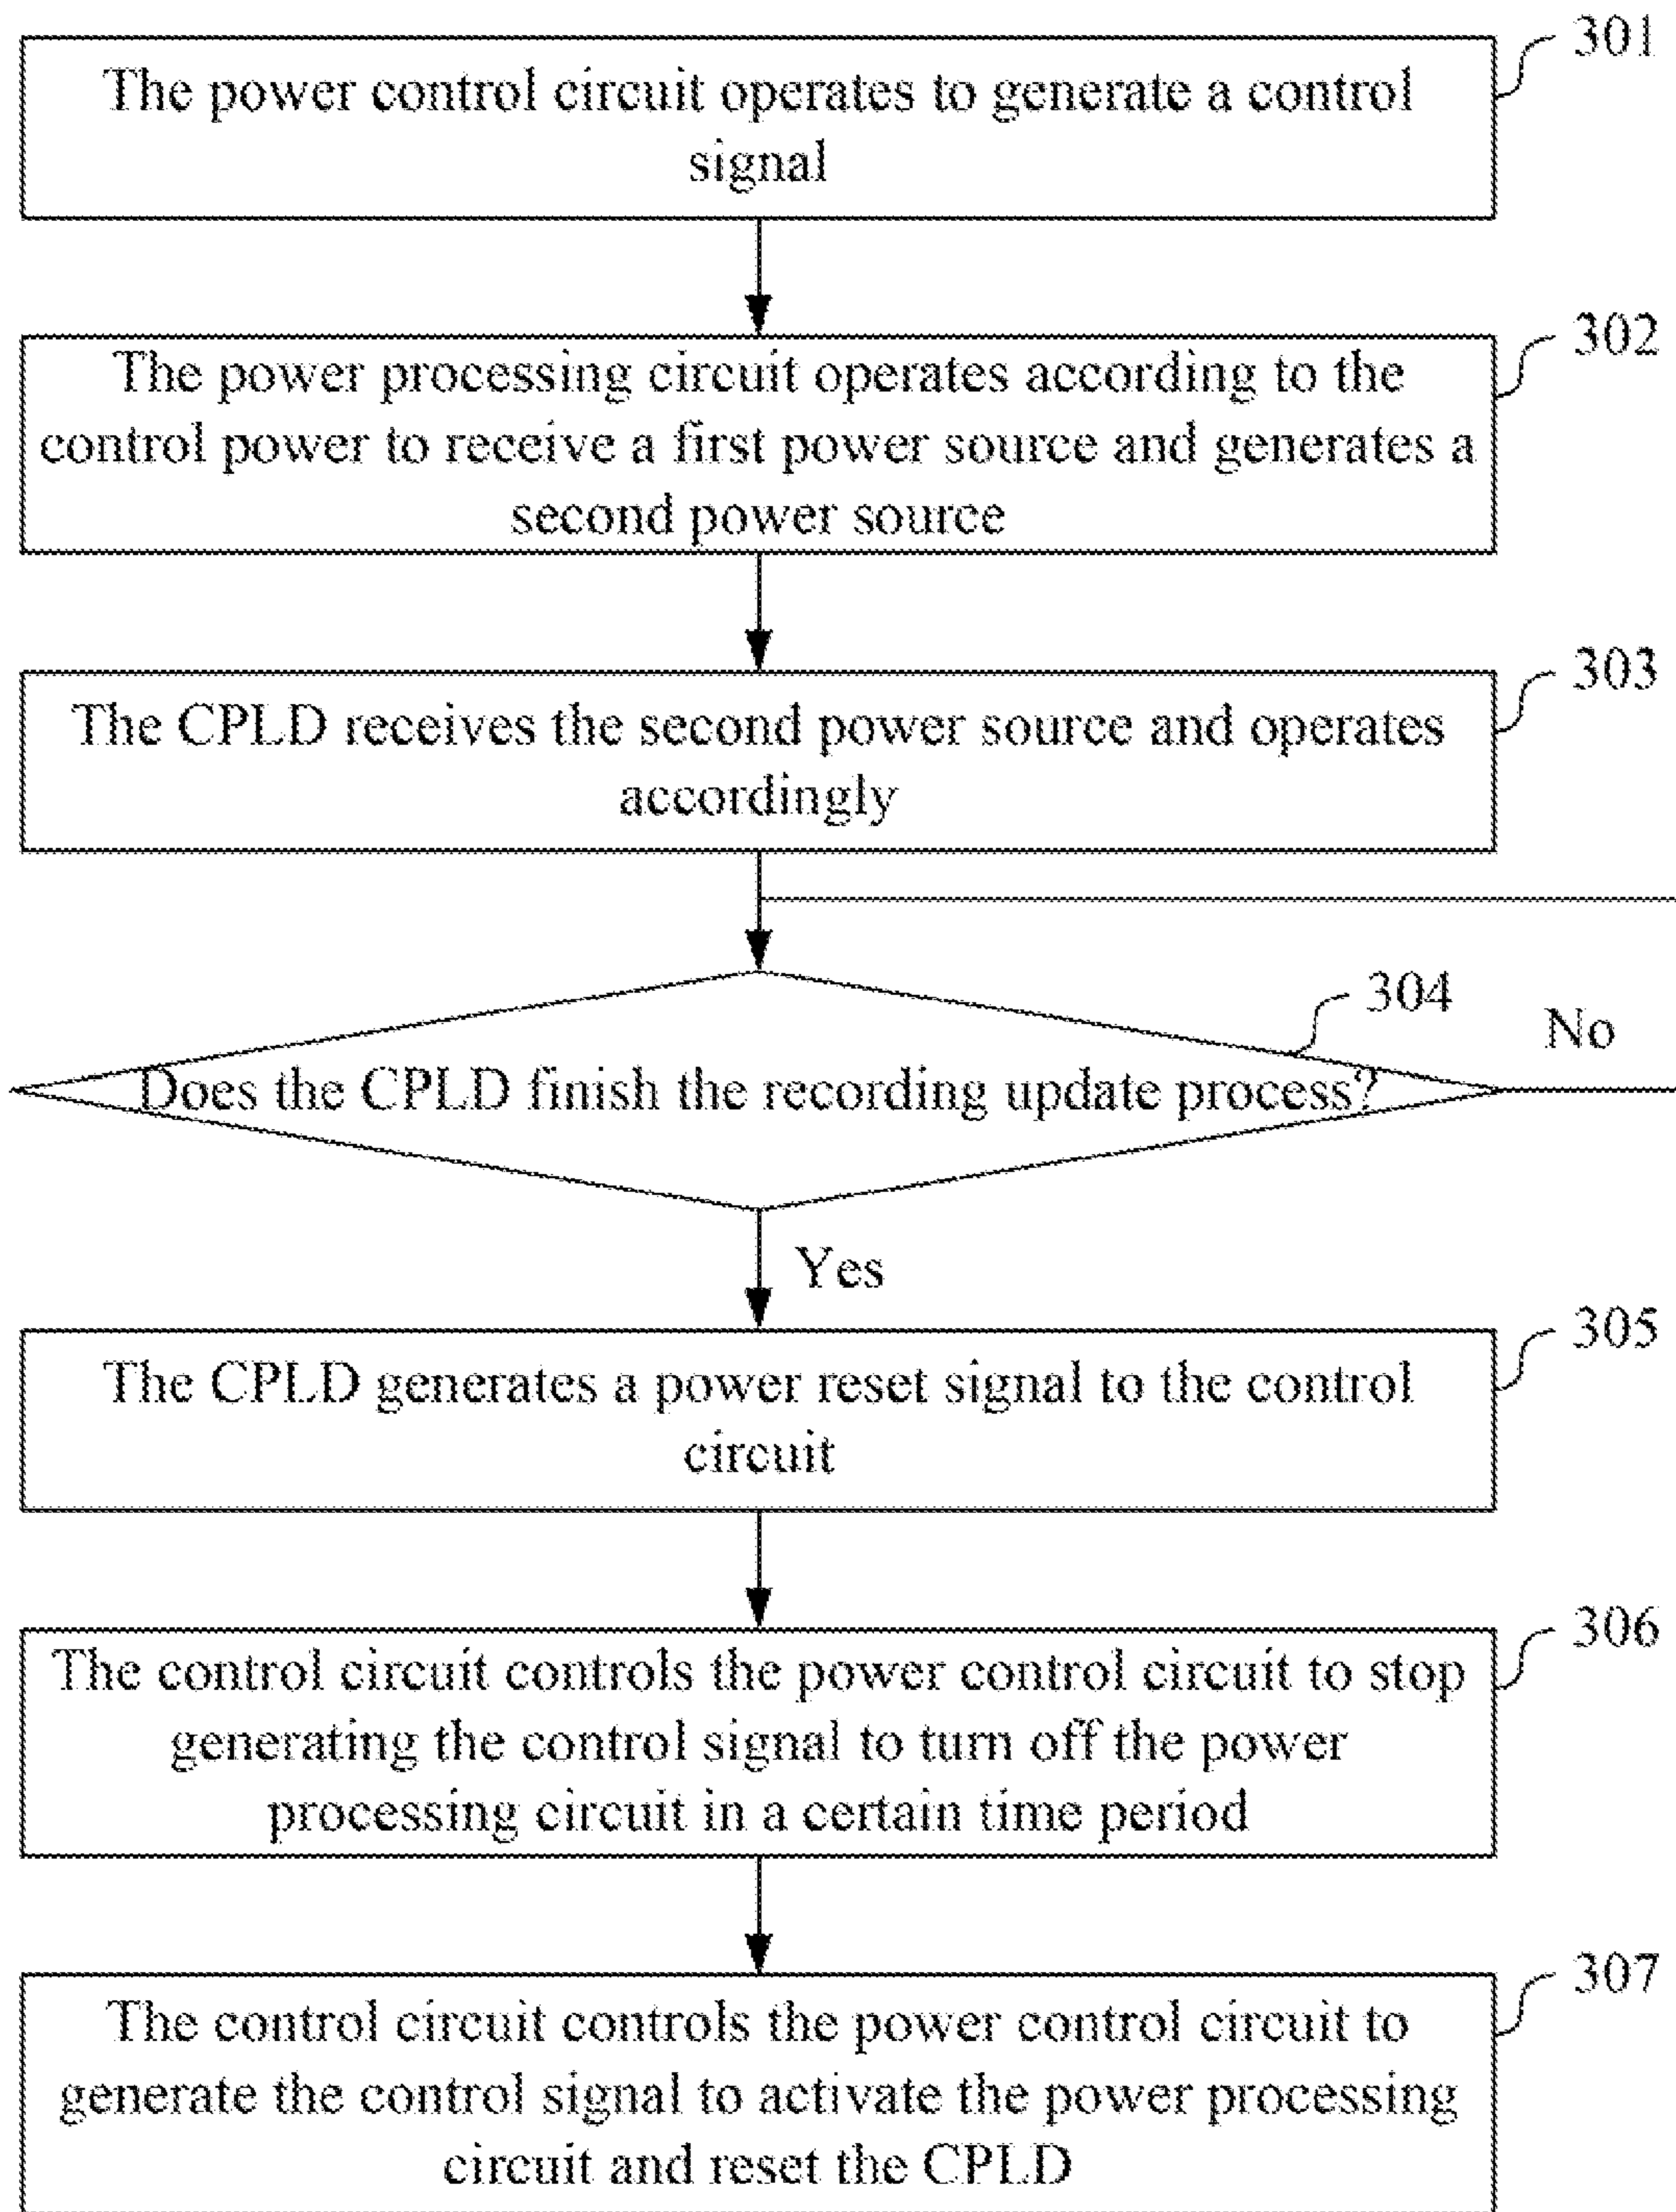 301
The power control circuit operates to generate a control
signal
302
The power processing circuit operates according to the
control power to receive a first power source and generates a
second power source
303
The CPLD receives the second power source and operates
accordingly
304
No
Does the CPLD finish the recording update process?
Yes
305
The CPLD generates a power reset signal to the control
circuit
306
The control circuit controls the power control circuit to stop
generating the control signal to turn off the power
processing circuit in a certain time period
307
The control circuit controls the power control circuit to
generate the control signal to activate the power processing
circuit and reset the CPLD